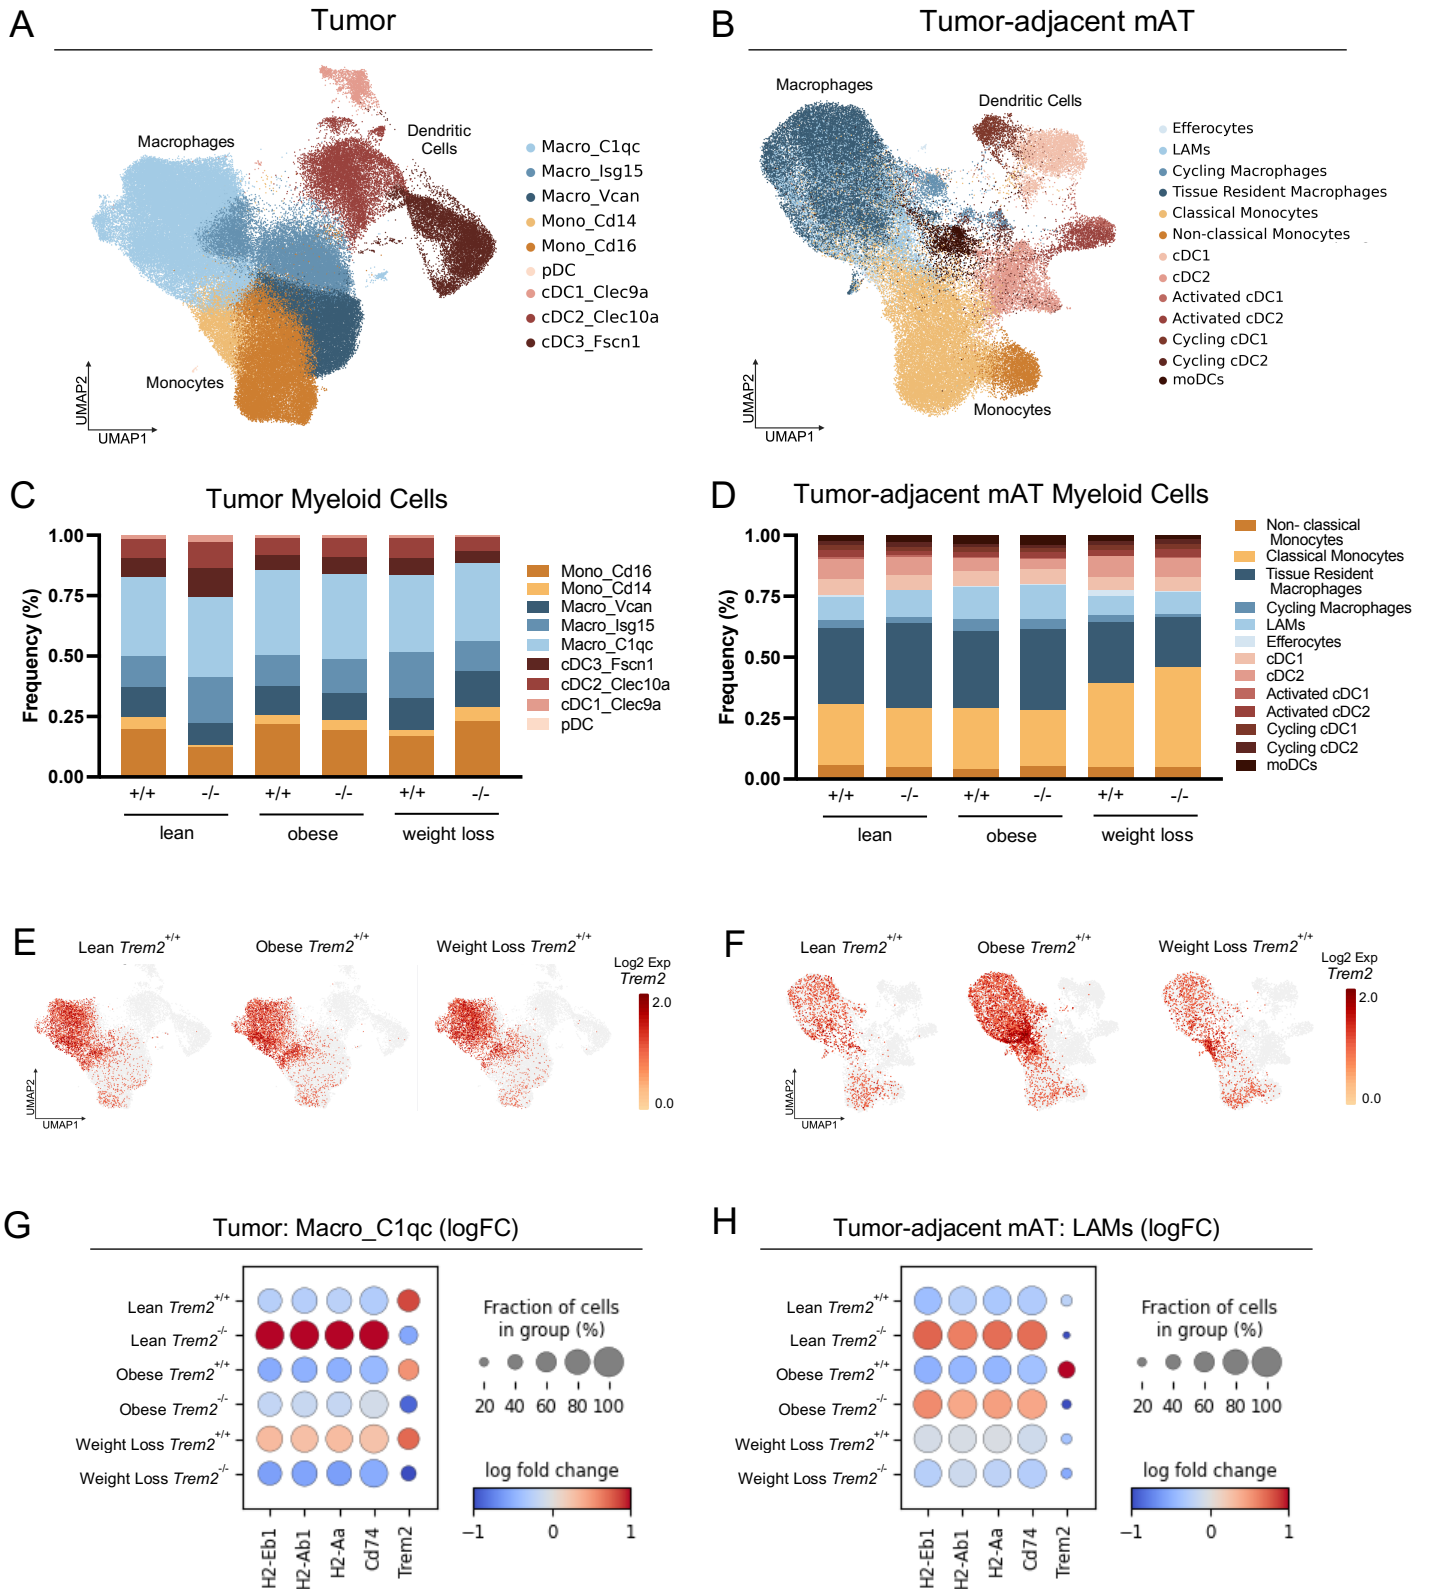 A
Tumor
Macrophages
Dendritic
Cells
Monocytes
UMAP2
UMAP1
Macro_C1qc
Macro_Isg15
Macro_Vcan
Mono_Cd14
Mono_Cd16
pDC
cDC1_Clec9a
cDC2_Clec10a
cDC3_Fscn1
B
Tumor-adjacent mAT
Macrophages
Dendritic Cells
Monocytes
UMAP2
UMAP1
Efferocytes
LAMs
Cycling Macrophages
Tissue Resident Macrophages
Classical Monocytes
Non-classical Monocytes
cDC1
cDC2
Activated cDC1
Activated cDC2
Cycling cDC1
Cycling cDC2
moDCs
C
Tumor Myeloid Cells
Frequency (%)
1.00
0.75
0.50
0.25
0.00
+/+ -/- +/+ -/- +/+ -/-
lean obese weight loss
Mono_Cd16
Mono_Cd14
Macro_Vcan
Macro_Isg15
Macro_C1qc
cDC3_Fscn1
cDC2_Clec10a
cDC1_Clec9a
pDC
D
Tumor-adjacent mAT Myeloid Cells
Frequency (%)
1.00
0.75
0.50
0.25
0.00
+/+ -/- +/+ -/- +/+ -/-
lean obese weight loss
Non- classical
Monocytes
Classical Monocytes
Tissue Resident
Macrophages
Cycling Macrophages
LAMs
Efferocytes
cDC1
cDC2
Activated cDC1
Activated cDC2
Cycling cDC1
Cycling cDC2
moDCs
E
Lean Trem2+/+
Obese Trem2+/+
Weight Loss Trem2+/+
Log2 Exp
Trem2
2.0
0.0
UMAP2
UMAP1
F
Lean Trem2+/+
Obese Trem2+/+
Weight Loss Trem2+/+
Log2 Exp
Trem2
2.0
0.0
UMAP2
UMAP1
G
Tumor: Macro_C1qc (logFC)
Lean Trem2+/+
Lean Trem2-/-
Obese Trem2+/+
Obese Trem2-/-
Weight Loss Trem2+/+
Weight Loss Trem2-/-
H2-Eb1
H2-Ab1
H2-Aa
Cd74
Trem2
Fraction of cells
in group (%)
20 40 60 80 100
log fold change
−1 0 1
H
Tumor-adjacent mAT: LAMs (logFC)
Lean Trem2+/+
Lean Trem2-/-
Obese Trem2+/+
Obese Trem2-/-
Weight Loss Trem2+/+
Weight Loss Trem2-/-
H2-Eb1
H2-Ab1
H2-Aa
Cd74
Trem2
Fraction of cells
in group (%)
20 40 60 80 100
log fold change
−1 0 1